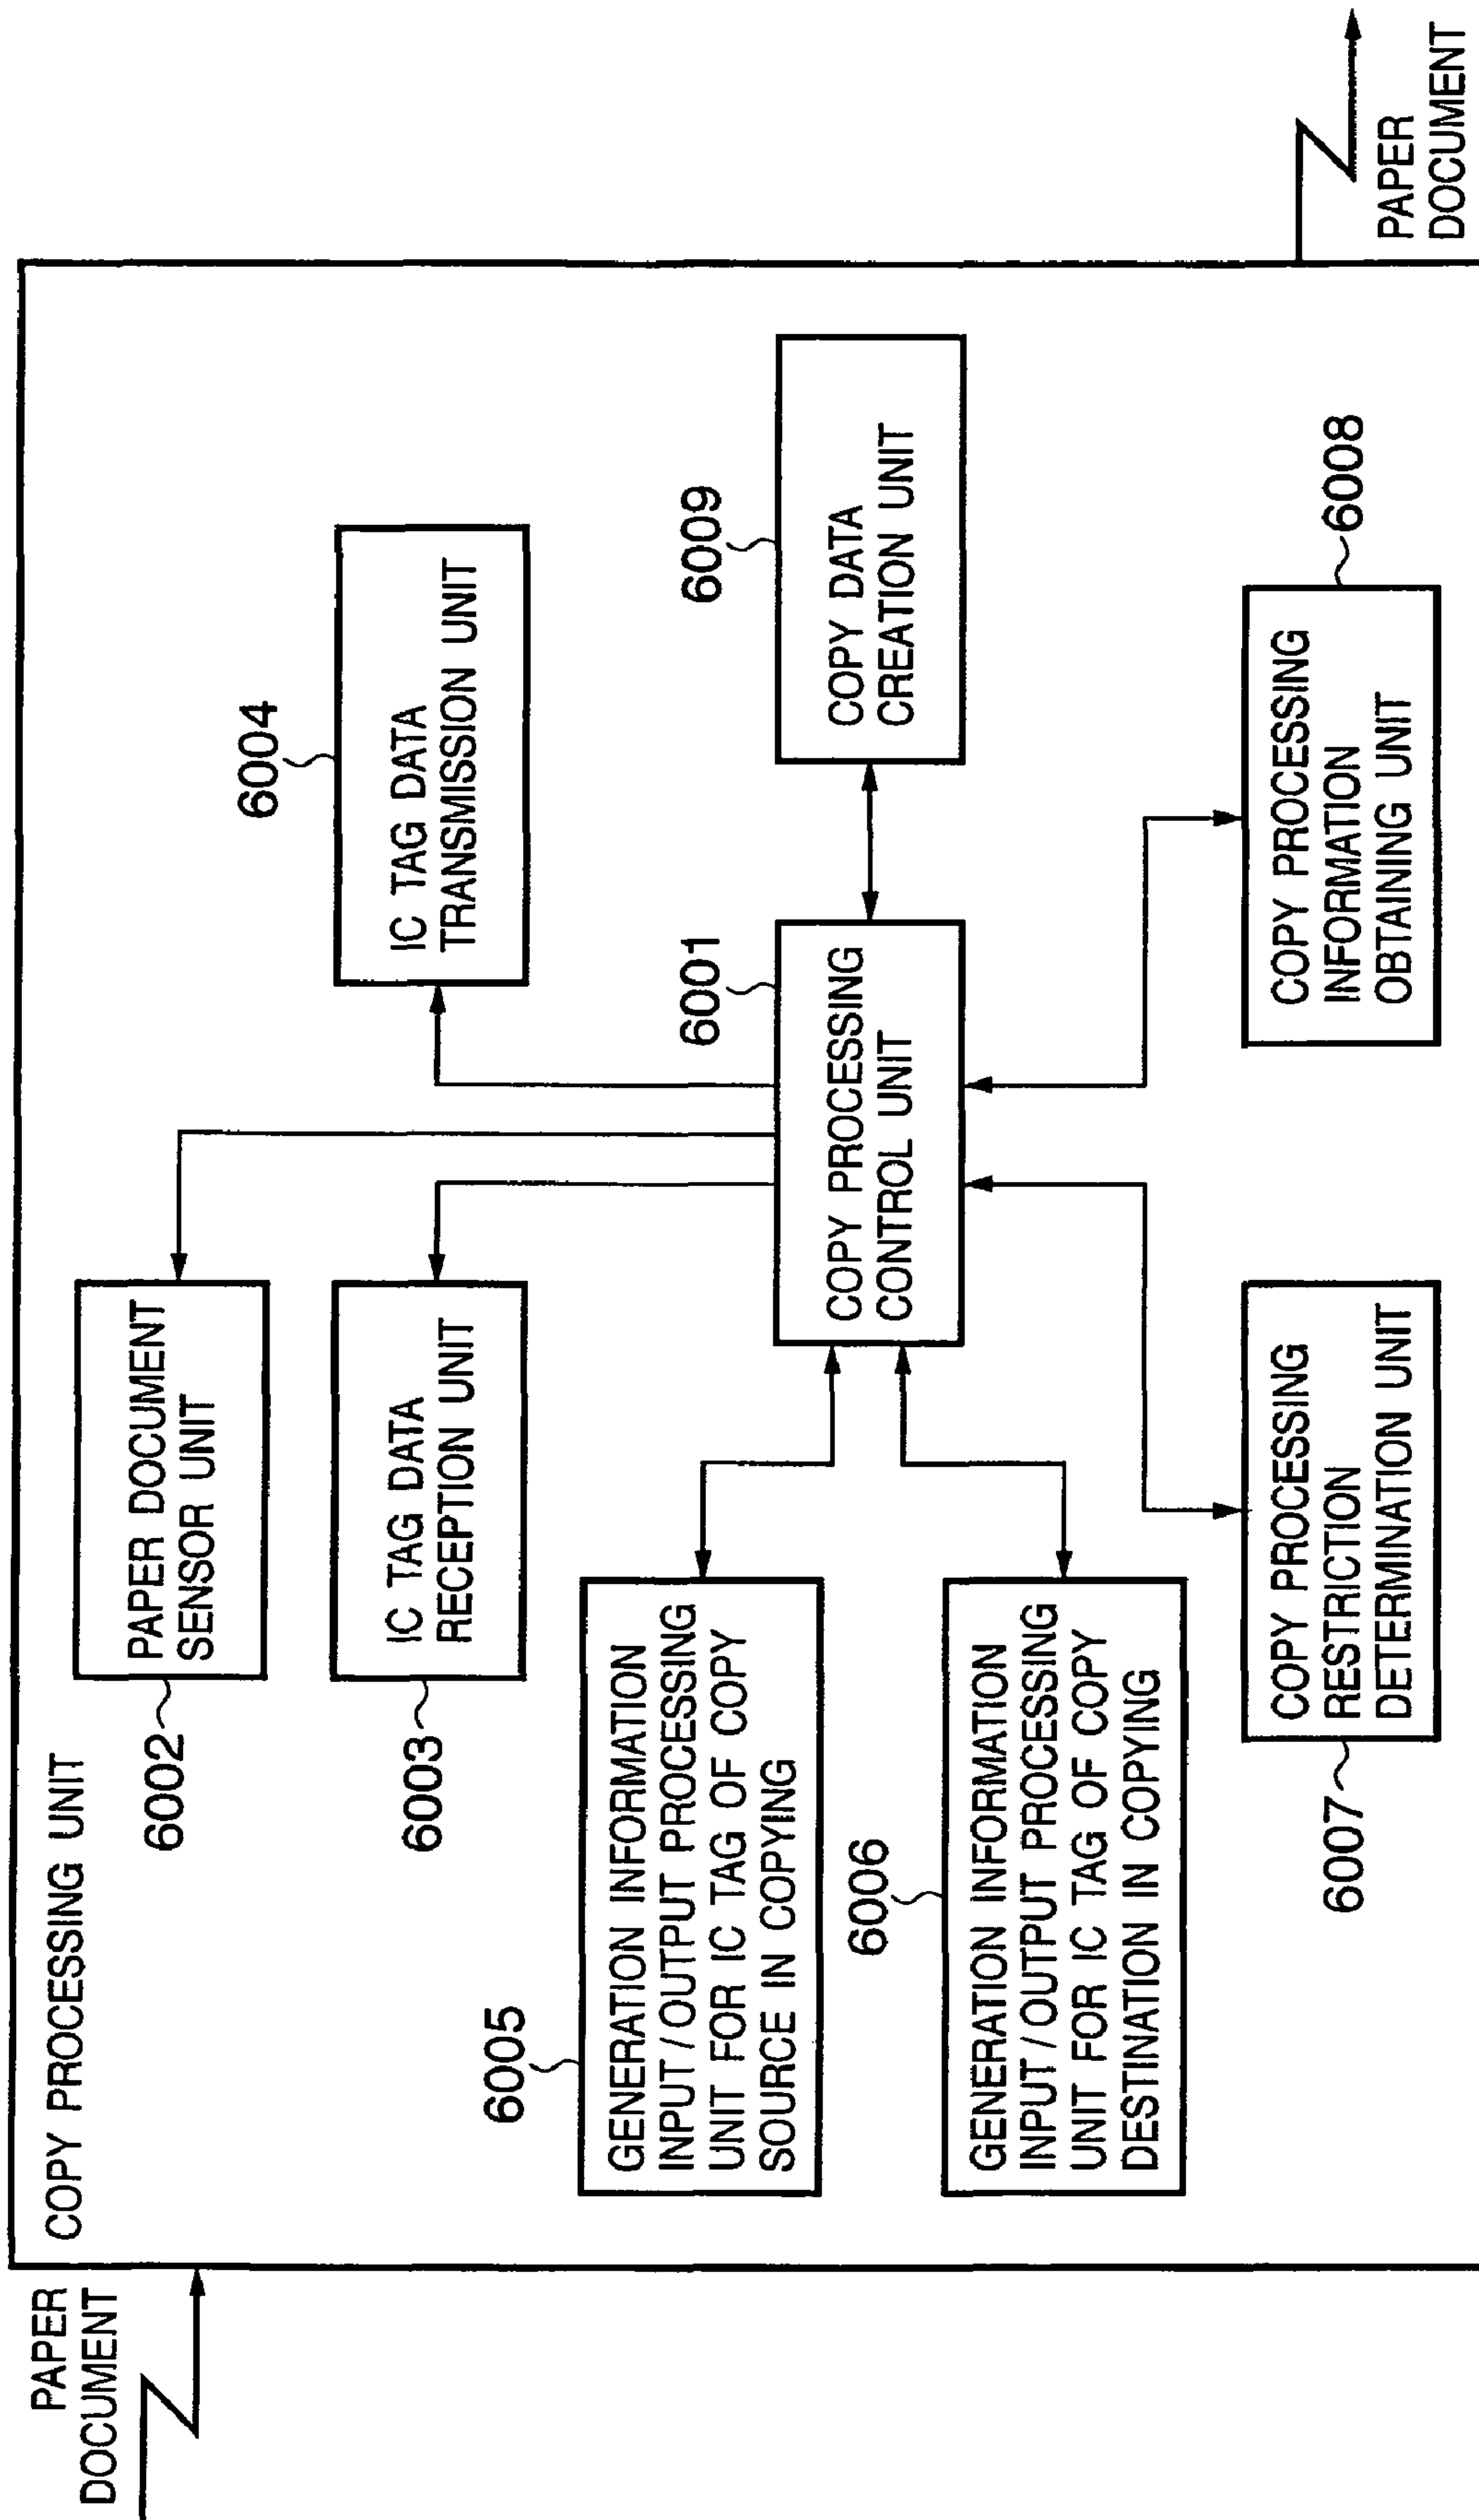 PAPER
DOCUMENT
COPY PROCESSING UNIT
6002
PAPER DOCUMENT
SENSOR UNIT
6003
IC TAG DATA
RECEPTION UNIT
6004
IC TAG DATA
TRANSMISSION UNIT
6005
GENERATION INFORMATION
INPUT/OUTPUT PROCESSING
UNIT FOR IC TAG OF COPY
SOURCE IN COPYING
6001
COPY PROCESSING
CONTROL UNIT
6009
COPY DATA
CREATION UNIT
6006
GENERATION INFORMATION
INPUT/OUTPUT PROCESSING
UNIT FOR IC TAG OF COPY
DESTINATION IN COPYING
6007
COPY PROCESSING
RESTRICTION
DETERMINATION UNIT
6008
COPY PROCESSING
INFORMATION
OBTAINING UNIT
PAPER
DOCUMENT